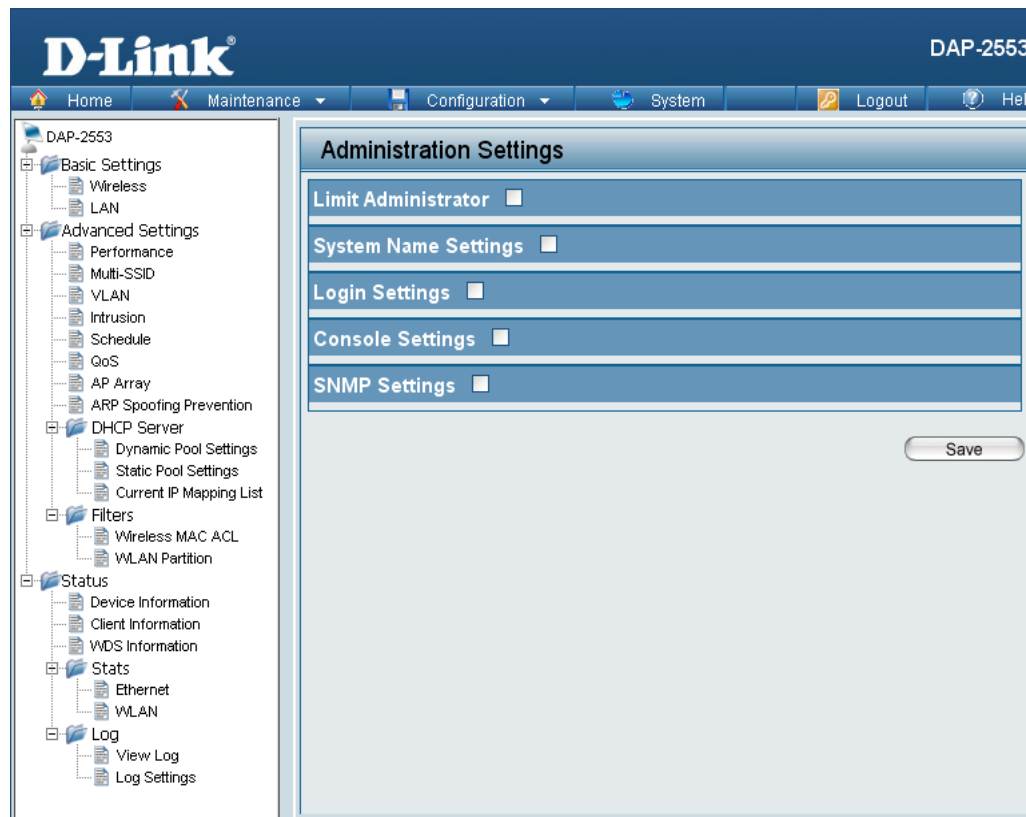 D-Link®
DAP-2553
Home
Maintenance
Configuration
System
Logout
Hel
DAP-2553
Basic Settings
Wireless
LAN
Advanced Settings
Performance
Multi-SSID
VLAN
Intrusion
Schedule
QoS
AP Array
ARP Spoofing Prevention
DHCP Server
Dynamic Pool Settings
Static Pool Settings
Current IP Mapping List
Filters
Wireless MAC ACL
WLAN Partition
Status
Device Information
Client Information
WDS Information
Stats
Ethernet
WLAN
Log
View Log
Log Settings
Administration Settings
Limit Administrator
System Name Settings
Login Settings
Console Settings
SNMP Settings
Save